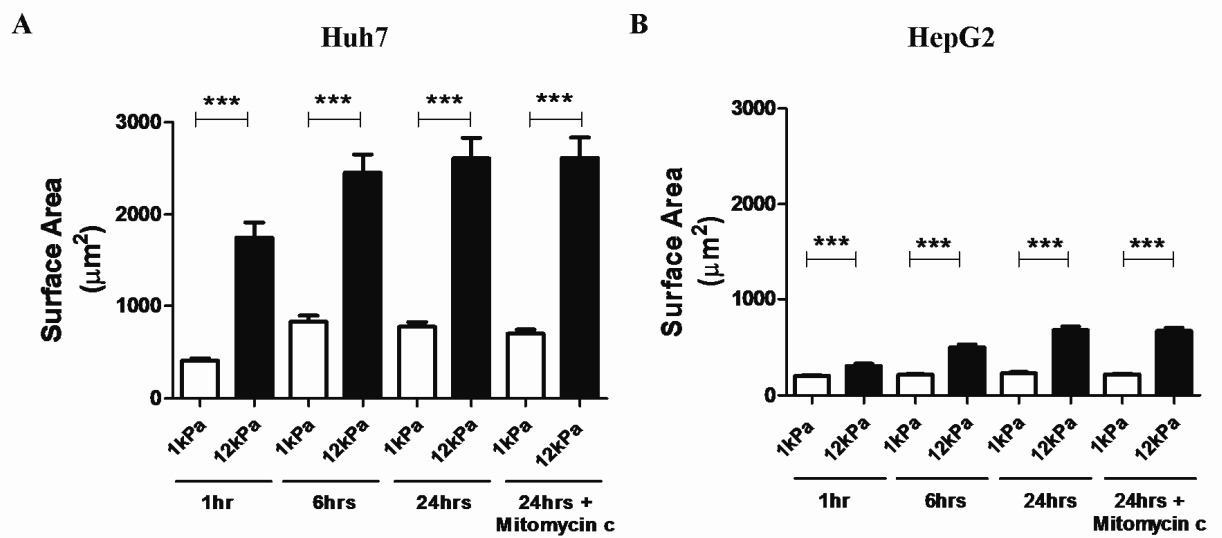 A
Huh7
*** *** *** ***
3000
2000
1000
0
Surface Area
(μm²)
1kPa 12kPa 1kPa 12kPa 1kPa 12kPa 1kPa 12kPa
1hr 6hrs 24hrs 24hrs +
Mitomycin c
B
HepG2
*** *** *** ***
3000
2000
1000
0
Surface Area
(μm²)
1kPa 12kPa 1kPa 12kPa 1kPa 12kPa 1kPa 12kPa
1hr 6hrs 24hrs 24hrs +
Mitomycin c